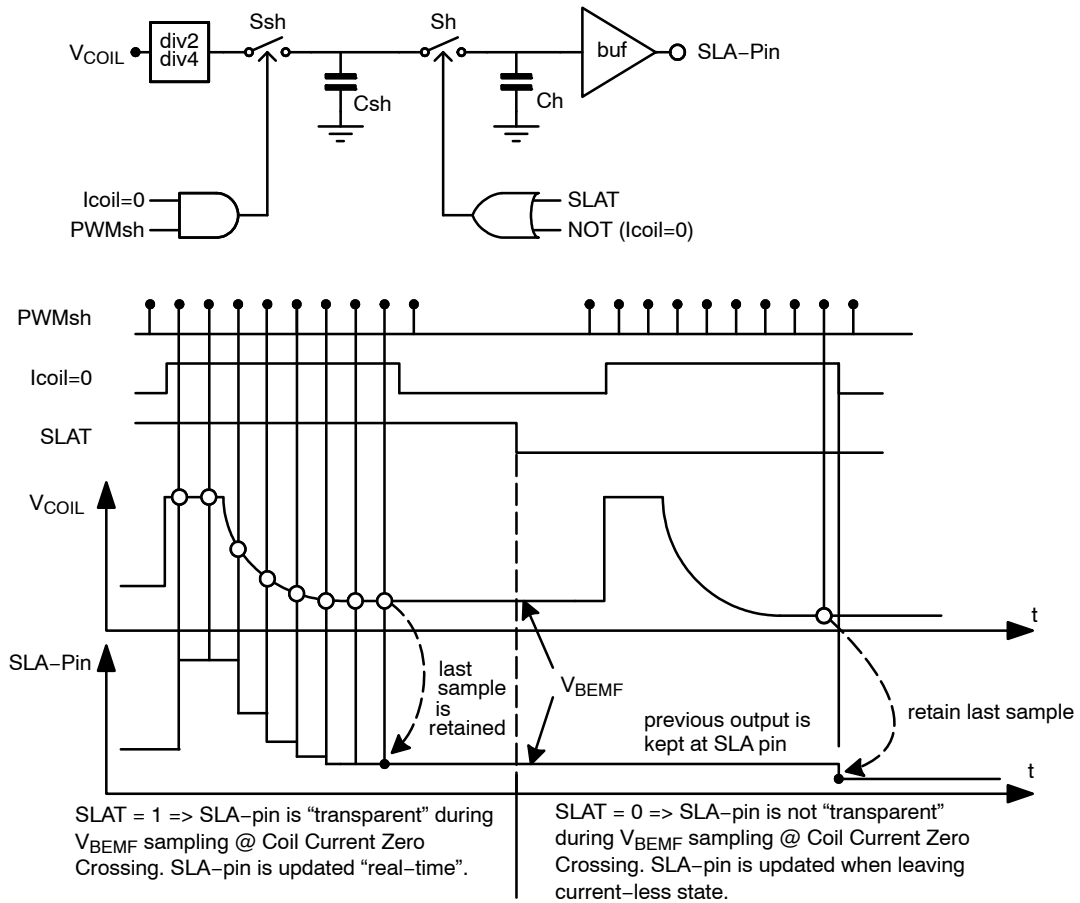 Ssh
Sh
V_COIL
div2
div4
buf
SLA−Pin
Csh
Ch
Icoil=0
PWMsh
SLAT
NOT (Icoil=0)
PWMsh
Icoil=0
SLAT
V_COIL
t
SLA−Pin
last
sample
is
retained
V_BEMF
previous output is
kept at SLA pin
retain last sample
t
SLAT = 1 => SLA−pin is “transparent” during
V_BEMF sampling @ Coil Current Zero
Crossing. SLA−pin is updated “real-time”.
SLAT = 0 => SLA−pin is not “transparent”
during V_BEMF sampling @ Coil Current Zero
Crossing. SLA−pin is updated when leaving
current−less state.